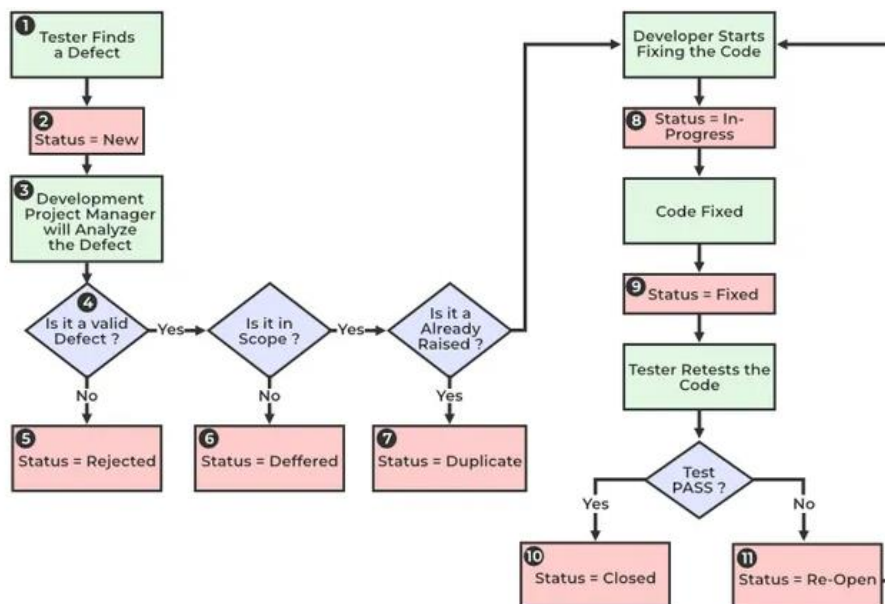 1
Tester Finds
a Defect
2
Status = New
3
Development
Project Manager
will Analyze
the Defect
4
Is it a valid
Defect ?
Yes
Is it in
Scope ?
Yes
Is it a
Already
Raised ?
No
No
Yes
5
Status = Rejected
6
Status = Deffered
7
Status = Duplicate
Developer Starts
Fixing the Code
8
Status = In-
Progress
Code Fixed
9
Status = Fixed
Tester Retests the
Code
Test
PASS ?
Yes
No
10
Status = Closed
11
Status = Re-Open